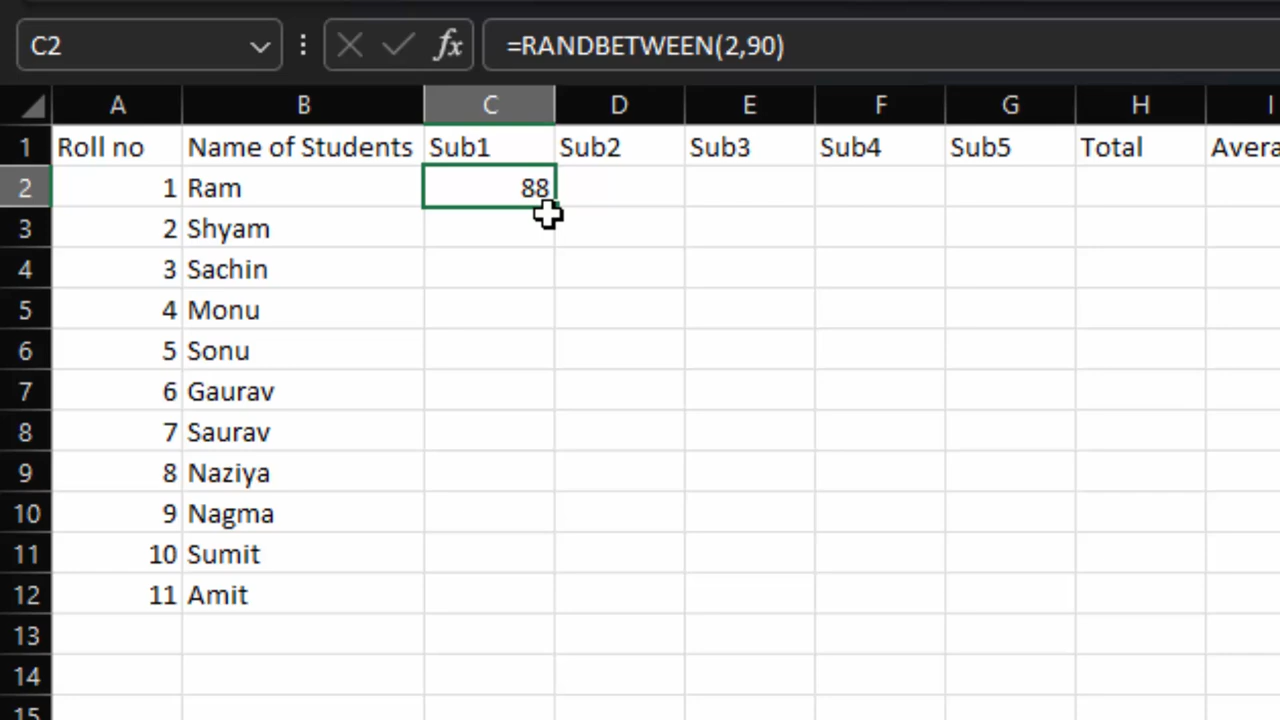 C2 fx =RANDBETWEEN(2,90)
A B C D E F G H I
1 Roll no Name of Students Sub1 Sub2 Sub3 Sub4 Sub5 Total Avera
2 1 Ram 88
3 2 Shyam
4 3 Sachin
5 4 Monu
6 5 Sonu
7 6 Gaurav
8 7 Saurav
9 8 Naziya
10 9 Nagma
11 10 Sumit
12 11 Amit
13
14
15